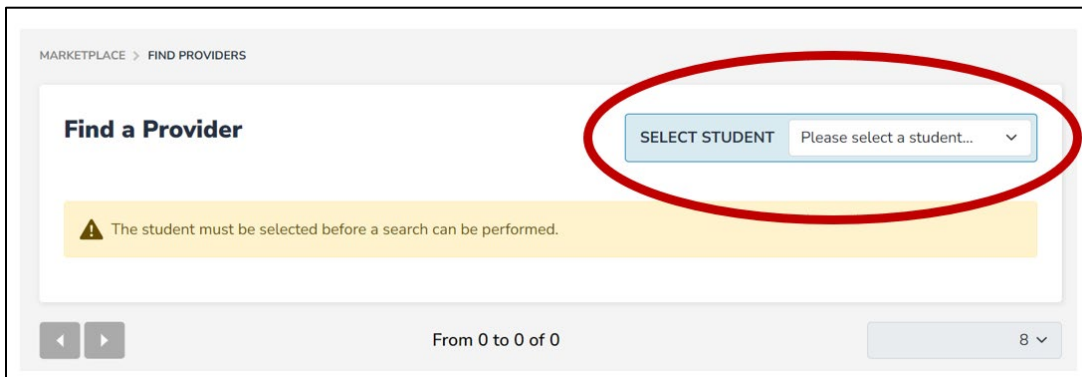 MARKETPLACE > FIND PROVIDERS
Find a Provider
SELECT STUDENT Please select a student...
The student must be selected before a search can be performed.
From 0 to 0 of 0
8